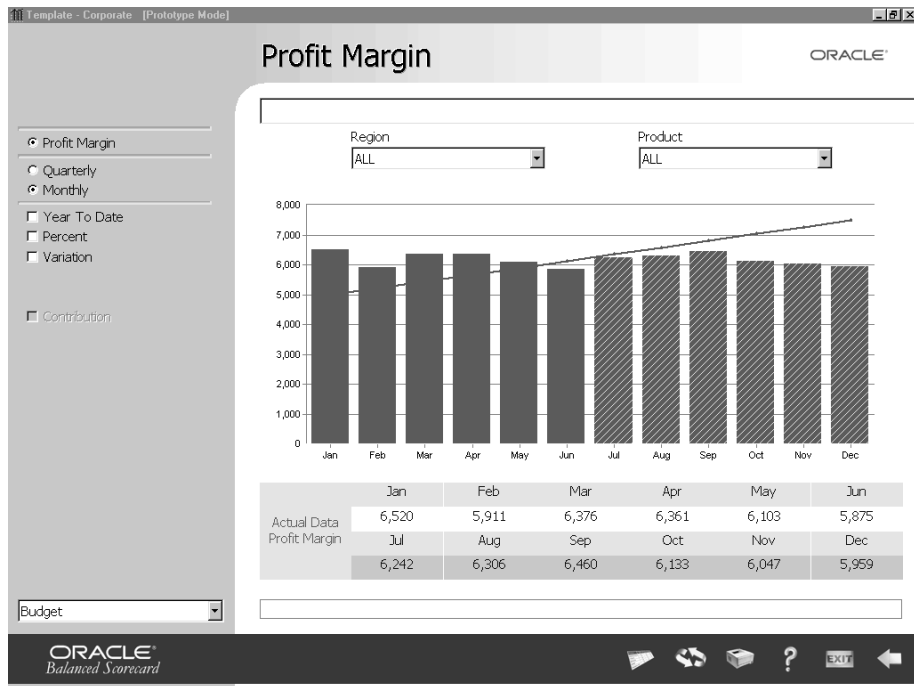 Template - Corporate [Prototype Mode]
Profit Margin
ORACLE
Profit Margin
Quarterly
Monthly
Year To Date
Percent
Variation
Contribution
Budget
Region
Product
ALL
ALL
8,000
7,000
6,000
5,000
4,000
3,000
2,000
1,000
0
Jan Feb Mar Apr May Jun Jul Aug Sep Oct Nov Dec
Actual Data
Profit Margin
Jan Feb Mar Apr May Jun
6,520 5,911 6,376 6,361 6,103 5,875
Jul Aug Sep Oct Nov Dec
6,242 6,306 6,460 6,133 6,047 5,959
ORACLE
Balanced Scorecard
?
EXIT